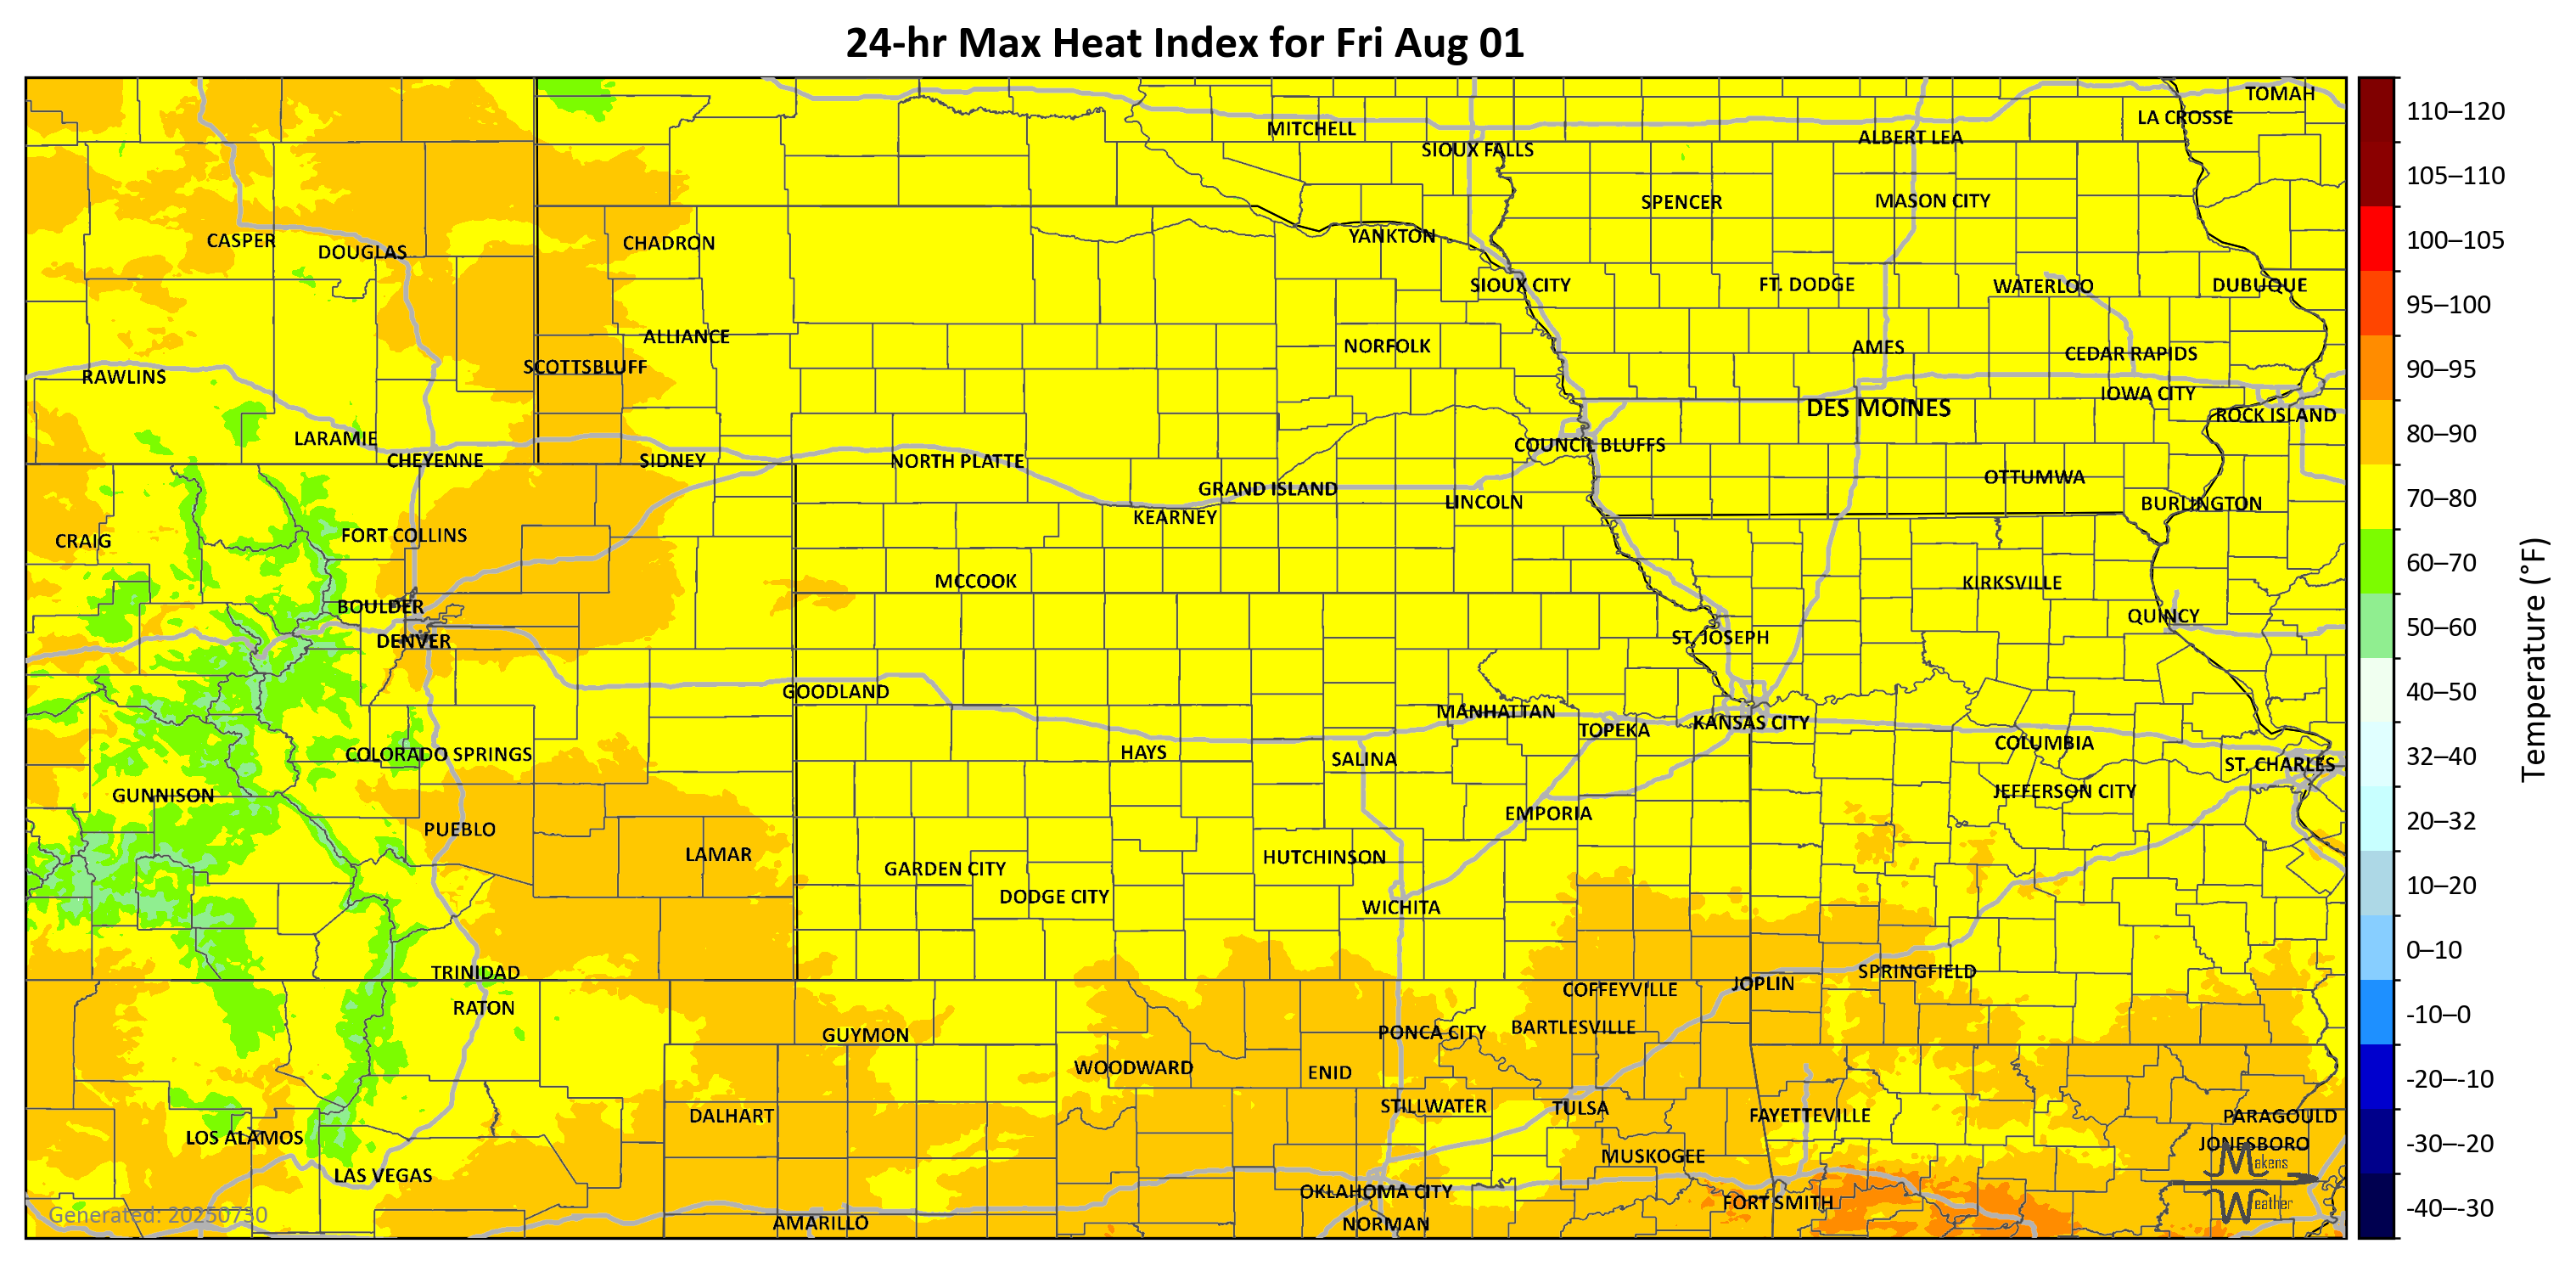 24-hr Max Heat Index for Fri Aug 01
TOMAH
LA CROSSE
MITCHELL
ALBERT LEA
SIOUX FALLS
SPENCER
MASON CITY
CASPER
DOUGLAS
CHADRON
YANKTON
SIOUX CITY
FT. DODGE
WATERLOO
DUBUQUE
ALLIANCE
NORFOLK
AMES
CEDAR RAPIDS
SCOTTSBLUFF
RAWLINS
IOWA CITY
DES MOINES
ROCK ISLAND
LARAMIE
COUNCIL BLUFFS
CHEYENNE
SIDNEY
NORTH PLATTE
OTTUMWA
GRAND ISLAND
LINCOLN
BURLINGTON
KEARNEY
FORT COLLINS
CRAIG
MCCOOK
KIRKSVILLE
BOULDER
QUINCY
DENVER
ST. JOSEPH
GOODLAND
MANHATTAN
KANSAS CITY
TOPEKA
COLUMBIA
COLORADO SPRINGS
HAYS
SALINA
ST. CHARLES
GUNNISON
JEFFERSON CITY
EMPORIA
PUEBLO
LAMAR
HUTCHINSON
GARDEN CITY
DODGE CITY
WICHITA
TRINIDAD
SPRINGFIELD
JOPLIN
COFFEYVILLE
RATON
GUYMON
PONCA CITY
BARTLESVILLE
WOODWARD
ENID
STILLWATER
TULSA
DALHART
FAYETTEVILLE
PARAGOULD
LOS ALAMOS
JONESBORO
MUSKOGEE
LAS VEGAS
OKLAHOMA CITY
FORT SMITH
AMARILLO
NORMAN
Makens
Weather
Generated: 20250730
110–120
105–110
100–105
95–100
90–95
80–90
70–80
60–70
50–60
40–50
32–40
20–32
10–20
0–10
-10–0
-20–-10
-30–-20
-40–-30
Temperature (°F)